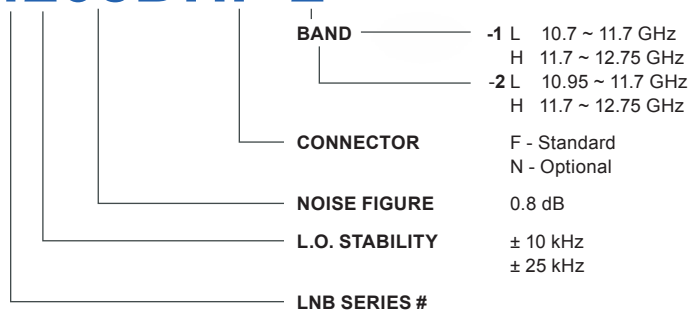 BAND -1 L 10.7 ~ 11.7 GHz
H 11.7 ~ 12.75 GHz
-2 L 10.95 ~ 11.7 GHz
H 11.7 ~ 12.75 GHz
CONNECTOR F - Standard
N - Optional
NOISE FIGURE 0.8 dB
L.O. STABILITY ± 10 kHz
± 25 kHz
LNB SERIES #